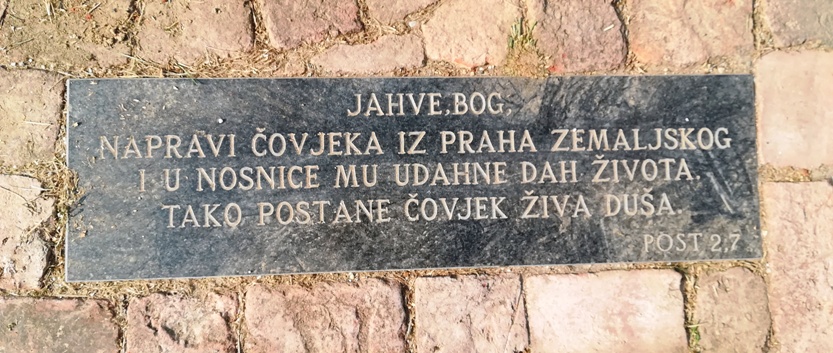 JAHVE, BOG,
NAPRAVI ČOVJEKA IZ PRAHA ZEMALJSKOG
I U NOSNICE MU UDAHNE DAH ŽIVOTA.
TAKO POSTANE ČOVJEK ŽIVA DUŠA.
POST 2,7